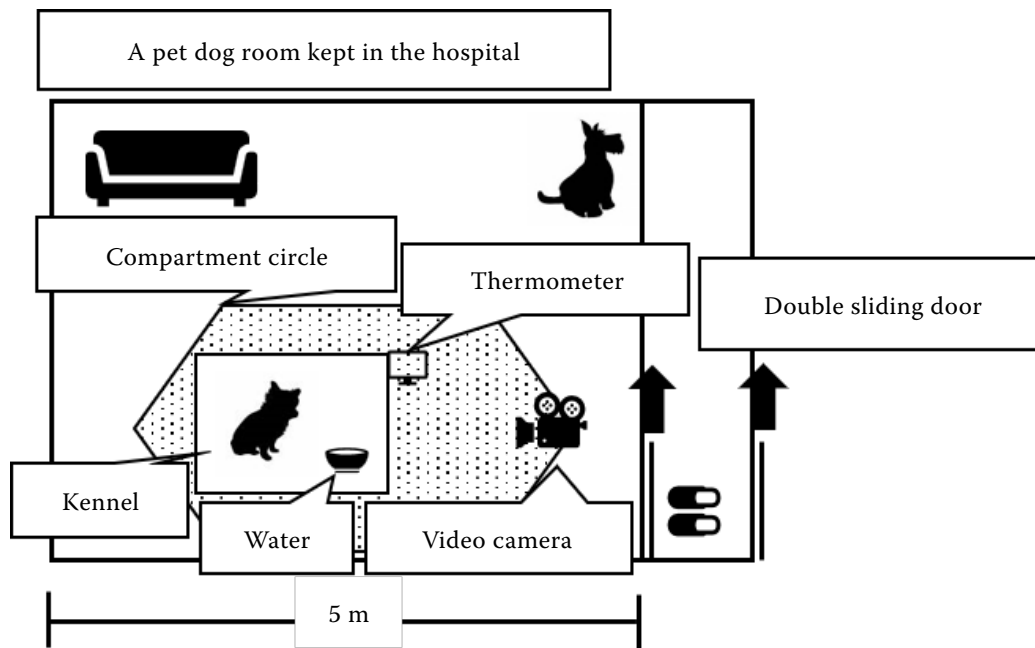 A pet dog room kept in the hospital
Compartment circle
Thermometer
Double sliding door
Kennel
Water
Video camera
5 m